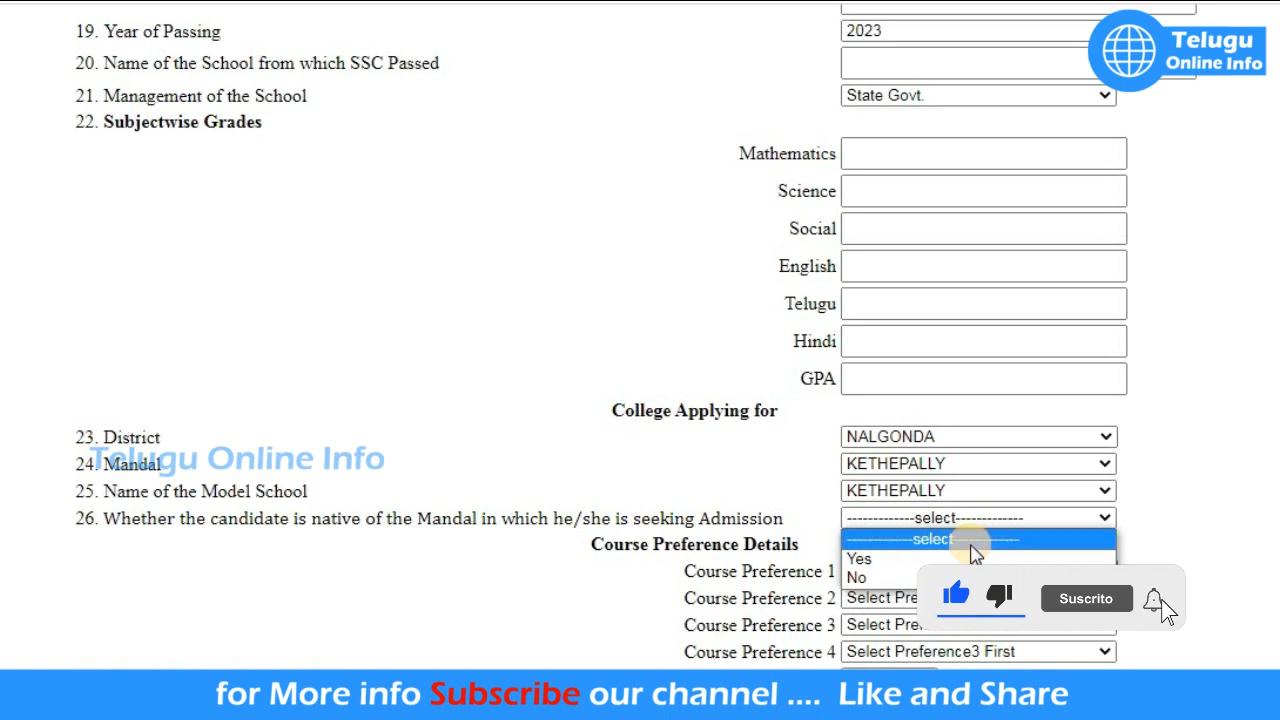 19. Year of Passing 2023
Telugu
Online Info
20. Name of the School from which SSC Passed
21. Management of the School State Govt.
22. Subjectwise Grades
Mathematics
Science
Social
English
Telugu
Hindi
GPA
College Applying for
23. District NALGONDA
24. Mandal KETHEPALLY
Telugu Online Info
25. Name of the Model School KETHEPALLY
26. Whether the candidate is native of the Mandal in which he/she is seeking Admission -------------select-------------
-------------select-------------
Course Preference Details
Yes
Course Preference 1
No
Course Preference 2 Select Pre
Suscrito
Course Preference 3 Select Pre
Course Preference 4 Select Preference3 First
for More info Subscribe our channel .... Like and Share